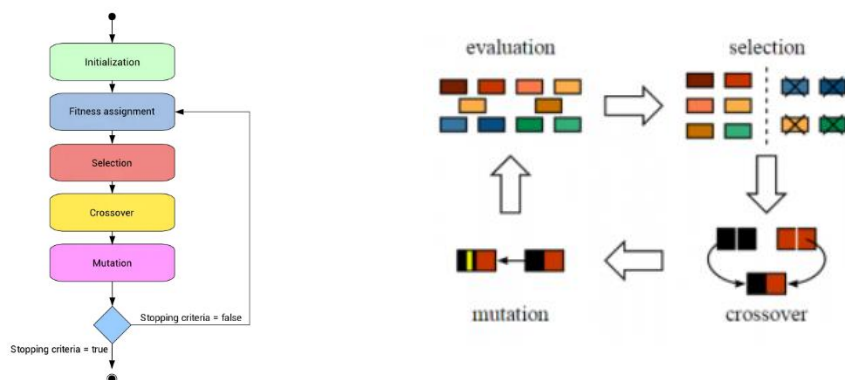 Initialization
Fitness assignment
Selection
Crossover
Mutation
Stopping criteria = false
Stopping criteria = true
evaluation
selection
mutation
crossover